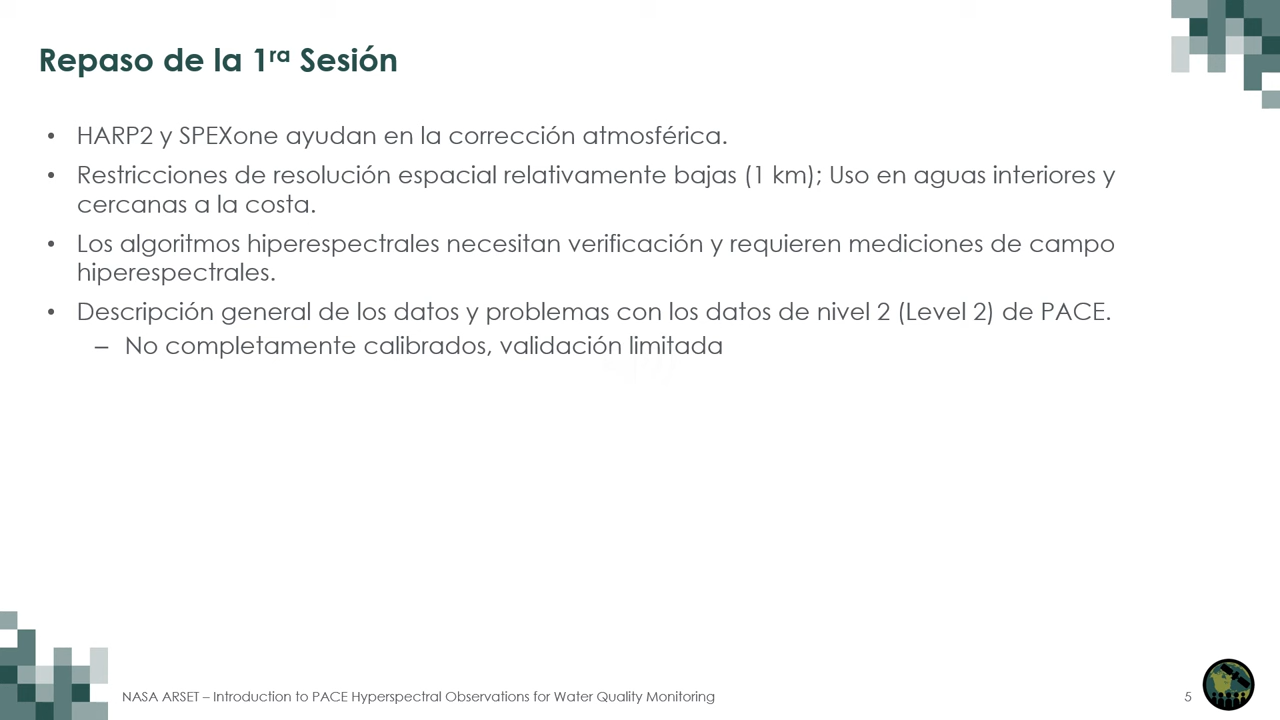 Repaso de la 1ra Sesión
• HARP2 y SPEXone ayudan en la corrección atmosférica.
• Restricciones de resolución espacial relativamente bajas (1 km); Uso en aguas interiores y
cercanas a la costa.
• Los algoritmos hiperespectrales necesitan verificación y requieren mediciones de campo
hiperespectrales.
• Descripción general de los datos y problemas con los datos de nivel 2 (Level 2) de PACE.
– No completamente calibrados, validación limitada
NASA ARSET – Introduction to PACE Hyperspectral Observations for Water Quality Monitoring
5